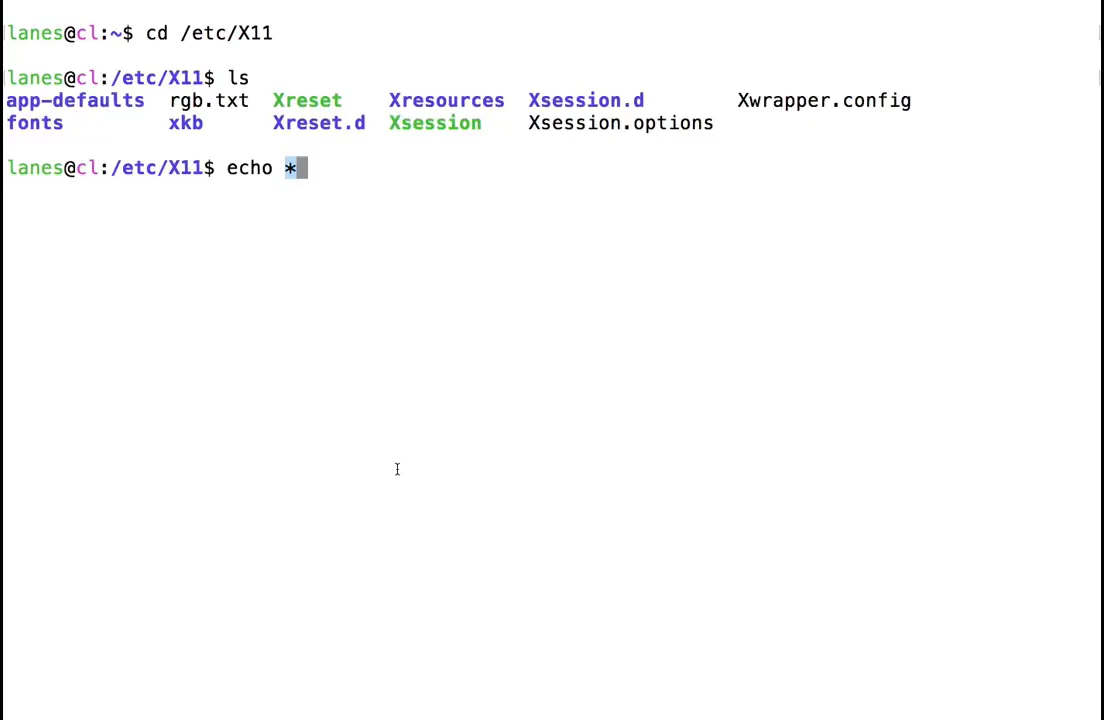 lanes@cl:~$ cd /etc/X11
lanes@cl:/etc/X11$ ls
app-defaults rgb.txt Xreset Xresources Xsession.d Xwrapper.config
fonts xkb Xreset.d Xsession Xsession.options
lanes@cl:/etc/X11$ echo *